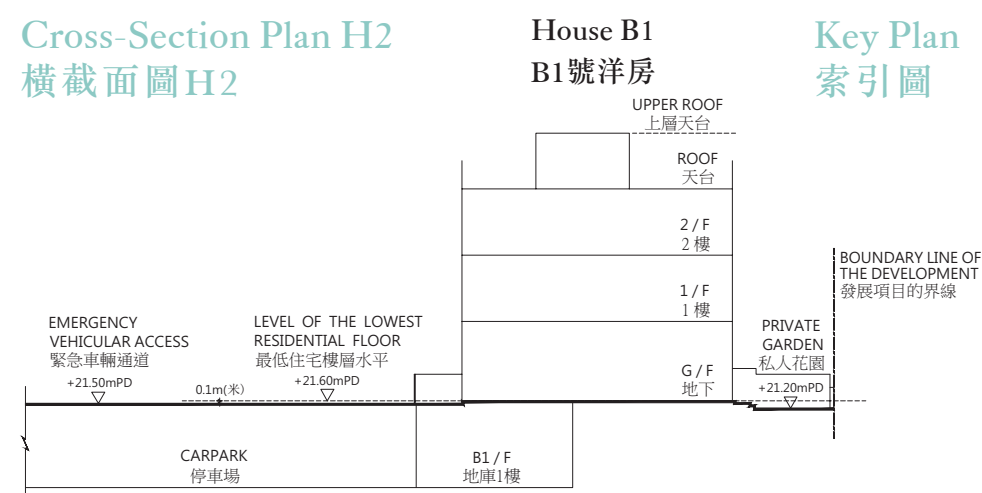 Cross-Section Plan H2
橫截面圖H2
House B1
B1號洋房
Key Plan
索引圖
UPPER ROOF
上層天台
ROOF
天台
2 / F
2 樓
1 / F
1 樓
G / F
地下
BOUNDARY LINE OF
THE DEVELOPMENT
發展項目的界線
EMERGENCY
VEHICULAR ACCESS
緊急車輛通道
+21.50mPD
0.1m(米)
LEVEL OF THE LOWEST
RESIDENTIAL FLOOR
最低住宅樓層水平
+21.60mPD
PRIVATE
GARDEN
私人花園
+21.20mPD
CARPARK
停車場
B1 / F
地庫1樓